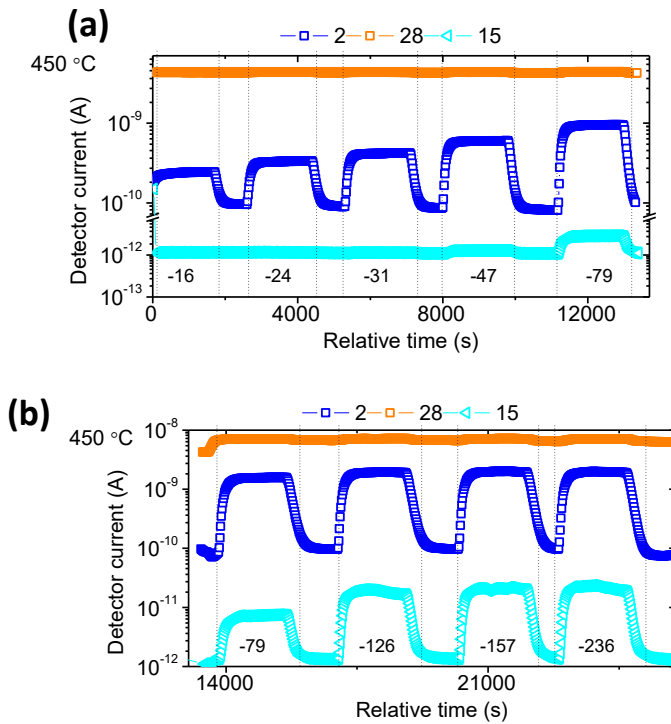 (a)
2 28 15
450 °C
Detector current (A)
10⁻⁹
10⁻¹⁰
10⁻¹²
10⁻¹³
-16 -24 -31 -47 -79
0 4000 8000 12000
Relative time (s)
(b)
2 28 15
450 °C
Detector current (A)
10⁻⁸
10⁻⁹
10⁻¹⁰
10⁻¹¹
10⁻¹²
-79 -126 -157 -236
14000 21000
Relative time (s)